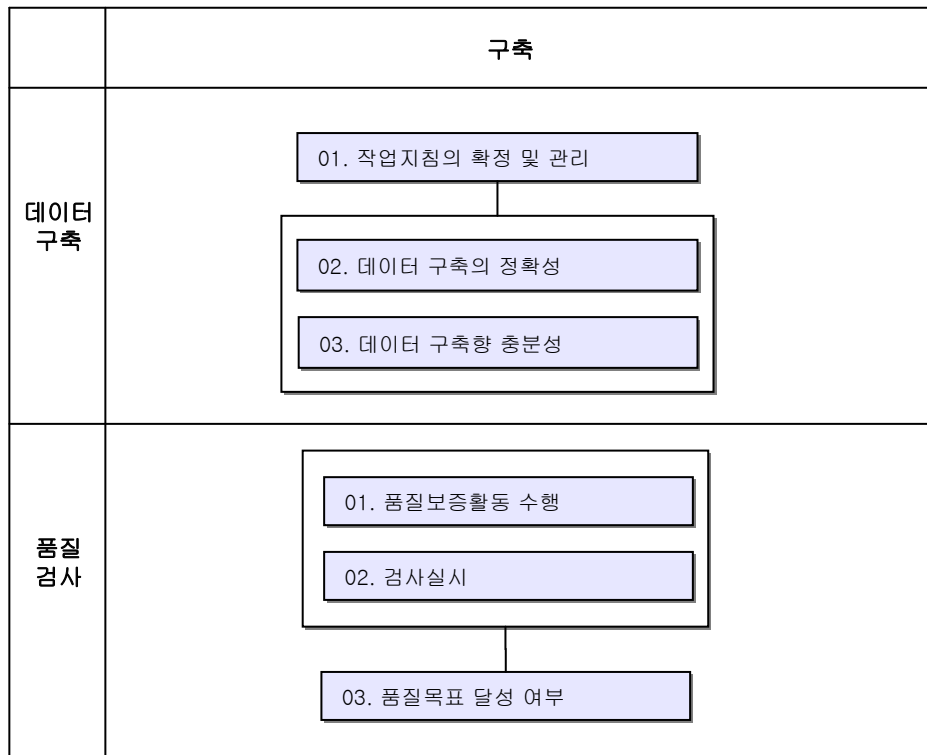 구축
데이터
구축
01. 작업지침의 확정 및 관리
02. 데이터 구축의 정확성
03. 데이터 구축향 충분성
품질
검사
01. 품질보증활동 수행
02. 검사실시
03. 품질목표 달성 여부